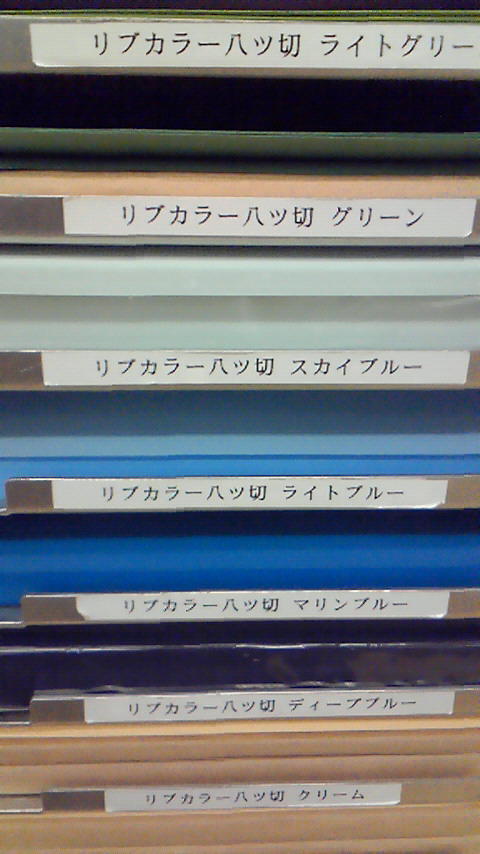 リブカラー八ツ切 ライトグリー
リブカラー八ツ切 グリーン
リブカラー八ツ切 スカイブルー
リブカラー八ツ切 ライトブルー
リブカラー八ツ切 マリンブルー
リブカラー八ツ切 ディープブルー
リブカラー八ツ切 クリーム